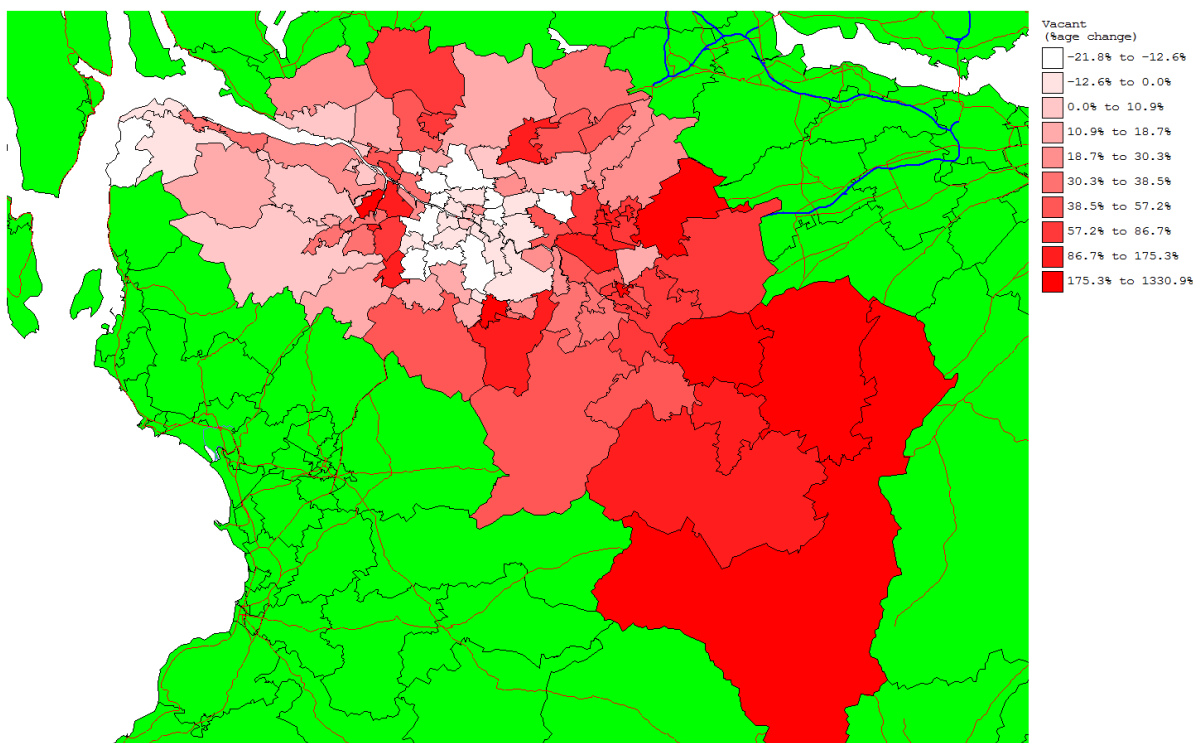 Vacant
(%age change)
-21.8% to -12.6%
-12.6% to 0.0%
0.0% to 10.9%
10.9% to 18.7%
18.7% to 30.3%
30.3% to 38.5%
38.5% to 57.2%
57.2% to 86.7%
86.7% to 175.3%
175.3% to 1330.9%